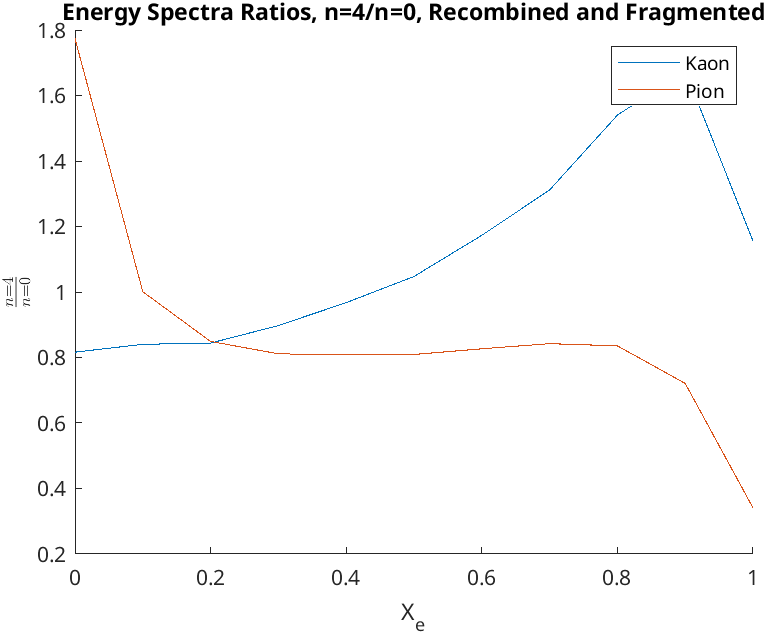 Energy Spectra Ratios, n=4/n=0, Recombined and Fragmented
1.8
1.6
1.4
1.2
1
0.8
0.6
0.4
0.2
n=4
n=0
Kaon
Pion
0 0.2 0.4 0.6 0.8 1
X_e